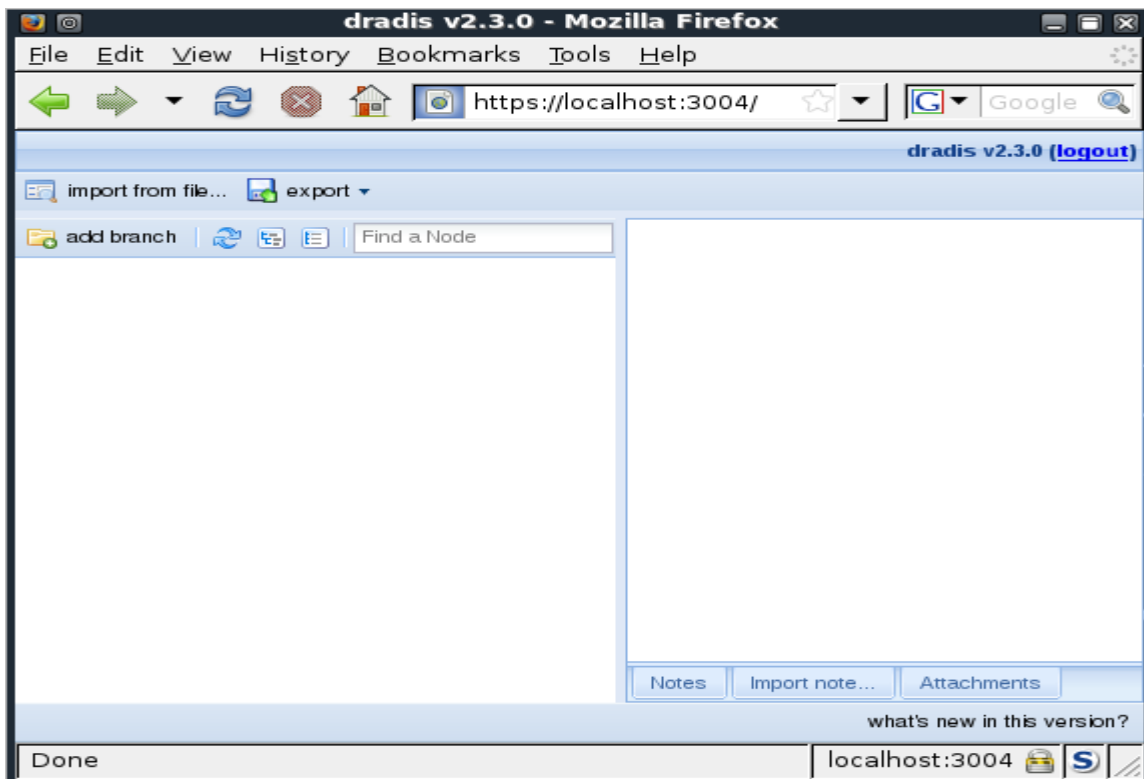 dradis v2.3.0 - Mozilla Firefox
File Edit View History Bookmarks Tools Help
https://localhost:3004/ G Google
dradis v2.3.0 (logout)
import from file... export
add branch Find a Node
Notes Import note... Attachments
what's new in this version?
Done localhost:3004 S